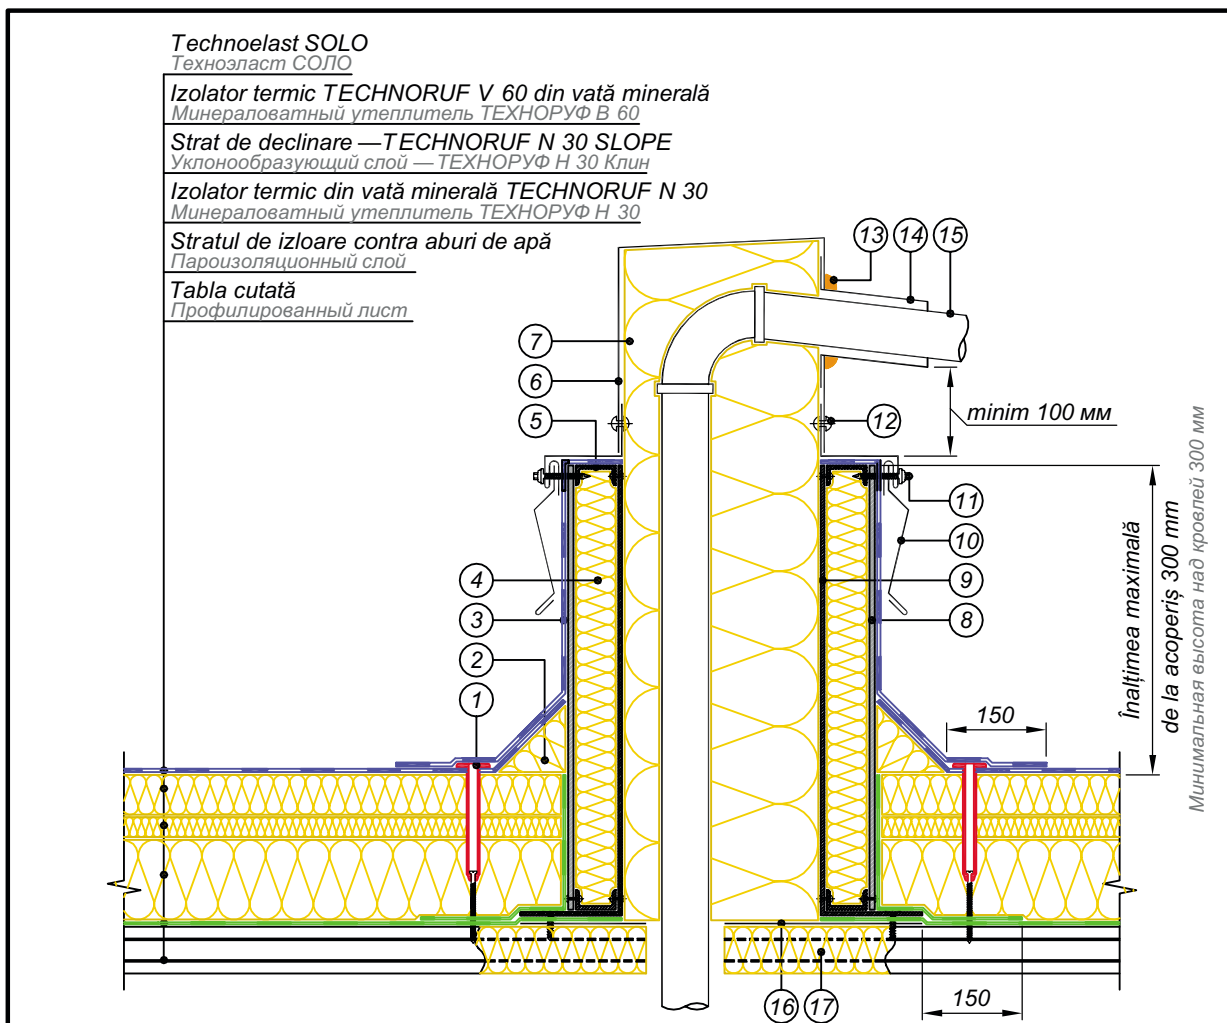 Technoelast SOLO
Техноэласт СОЛО
Izolator termic TECHNORUF V 60 din vată minerală
Минераловатный утеплитель ТЕХНОРУФ В 60
Strat de declinare —TECHNORUF N 30 SLOPE
Уклонообразующий слой — ТЕХНОРУФ Н 30 Клин
Izolator termic din vată minerală TECHNORUF N 30
Минераловатный утеплитель ТЕХНОРУФ Н 30
Stratul de izloare contra aburi de apă
Пароизоляционный слой
Tabla cutată
Профилированный лист
13
14
15
7
6
5
12
minim 100 мм
11
10
4
9
3
8
2
1
150
Înalțimea maximală
de la acoperiș 300 mm
Минимальная высота над кровлей 300 мм
16
17
150